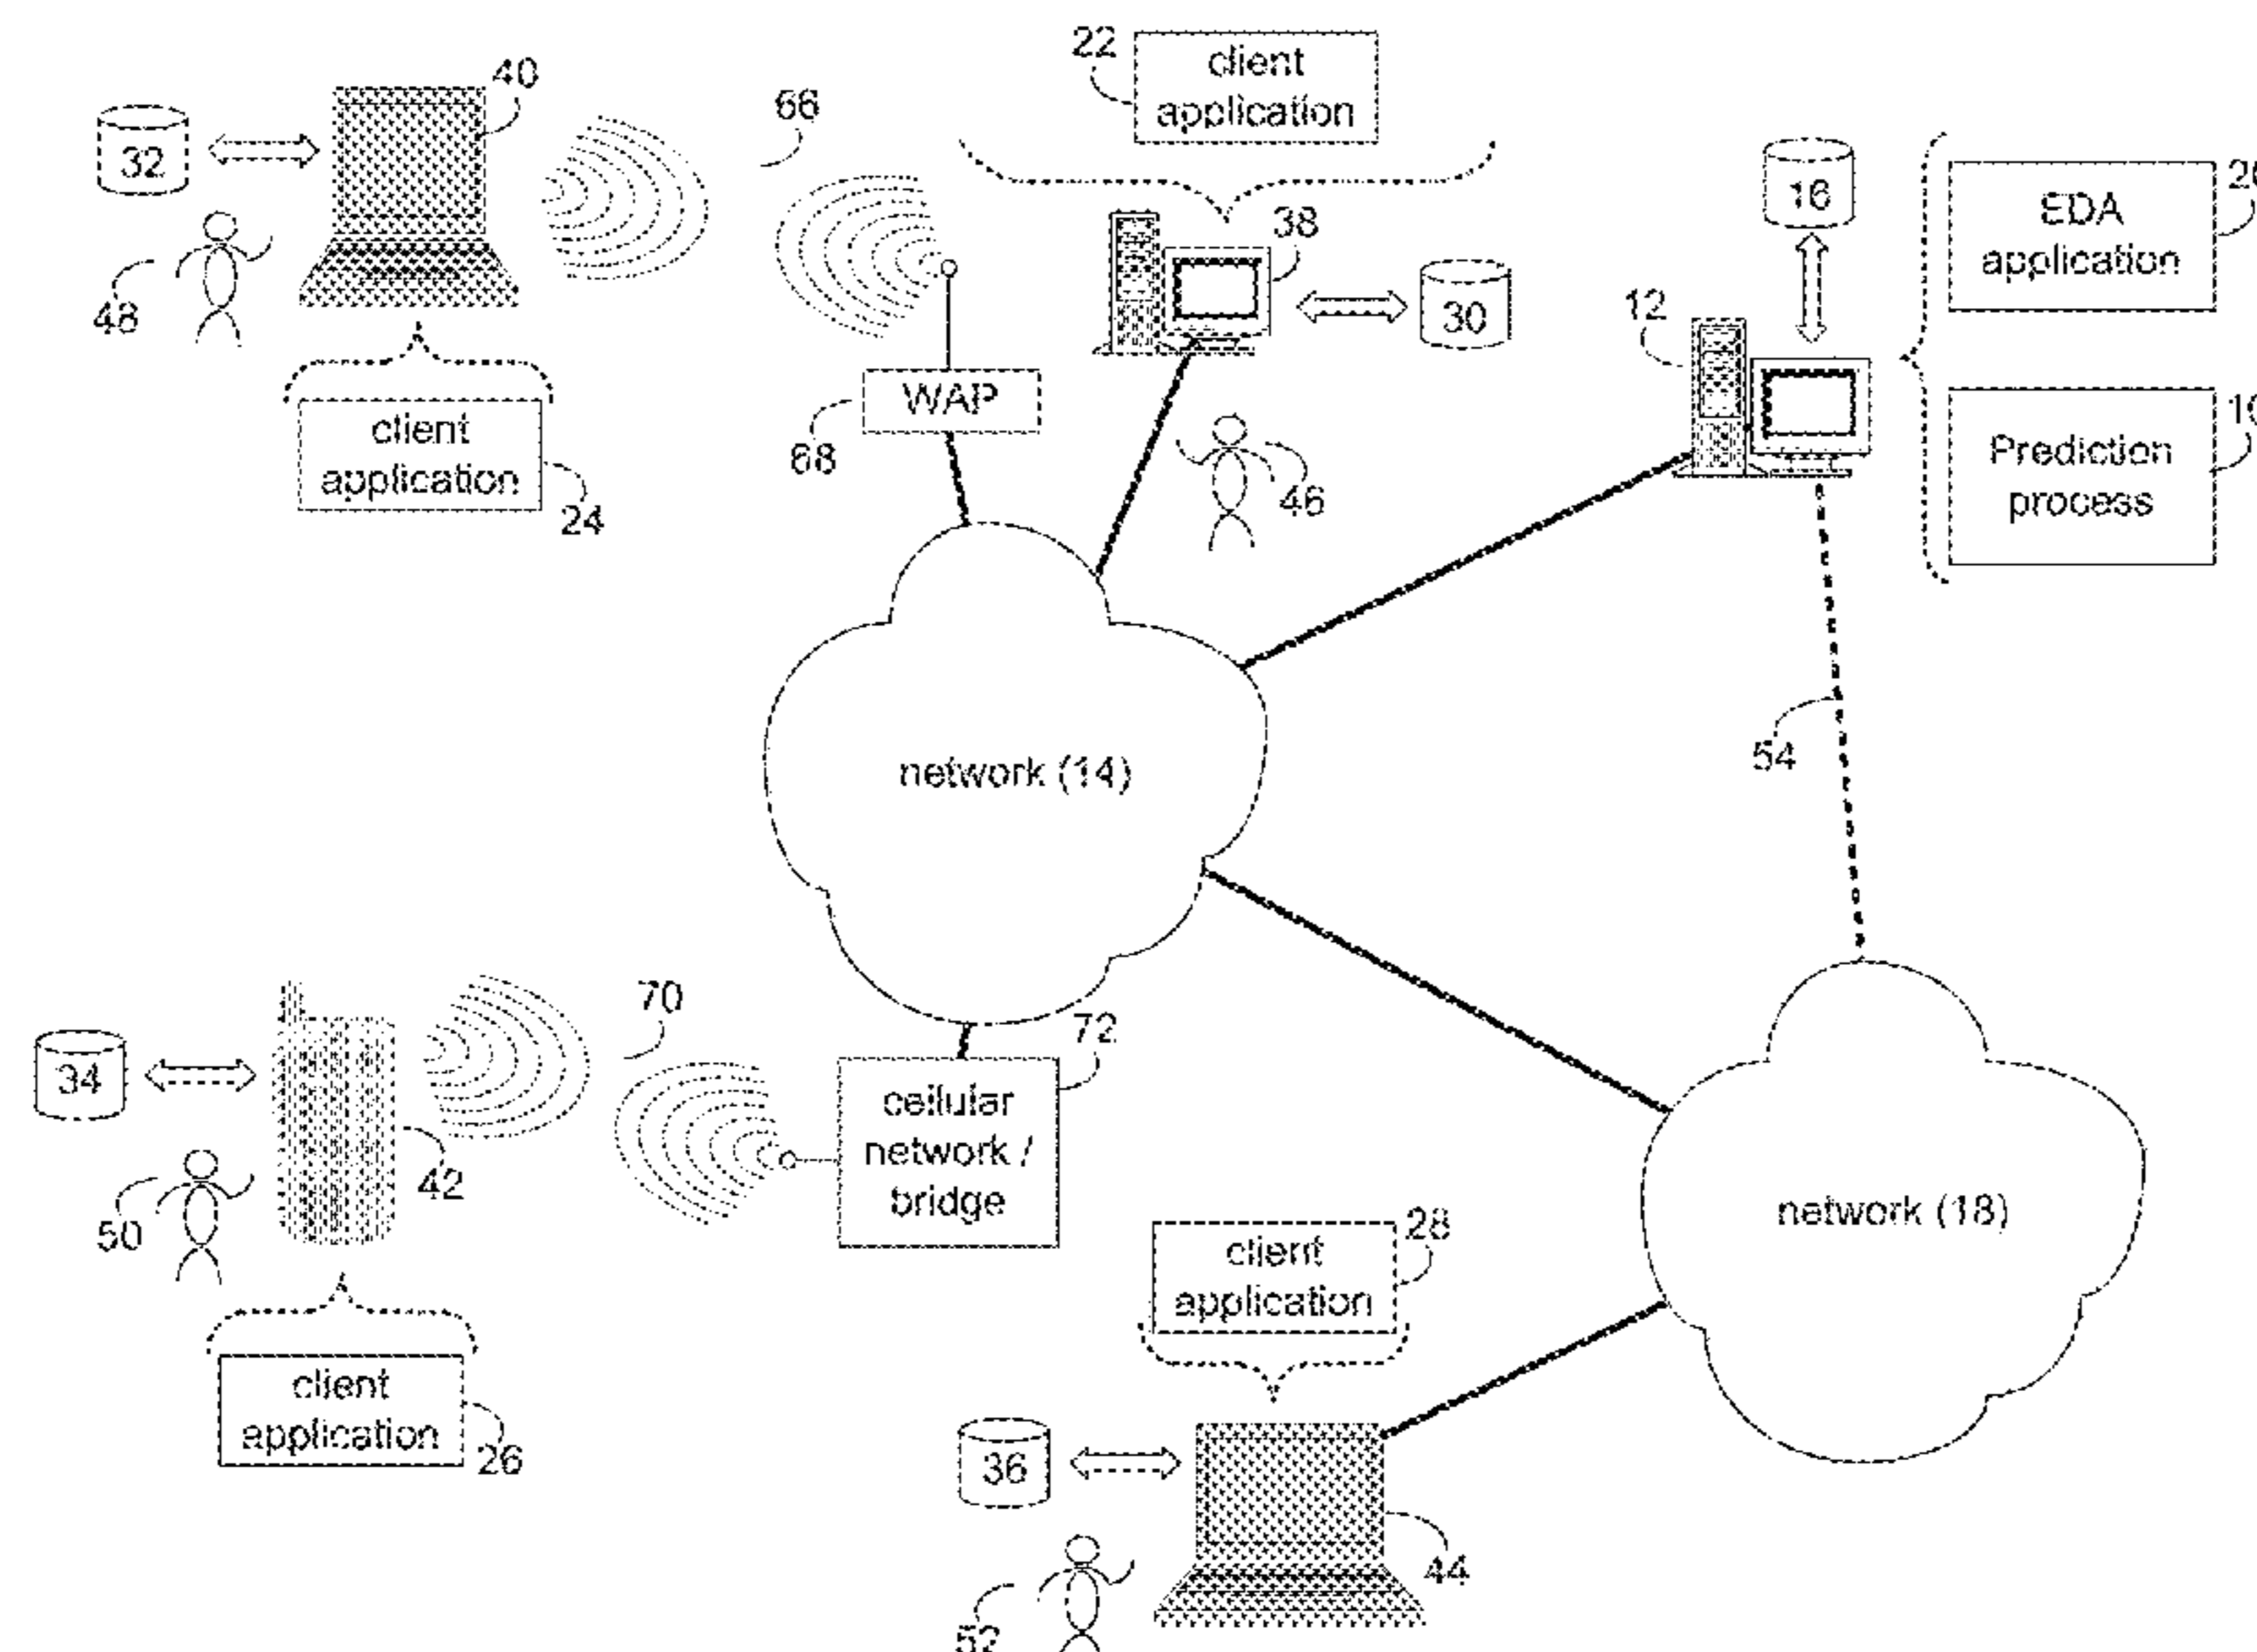 40
32
48
client
application
24
66
22
client
application
38
30
WAP
68
46
16
12
EDA
application
20
Prediction
process
10
network (14)
54
34
70
72
42
50
cellular
network /
bridge
client
application
26
client
application
28
network (18)
36
44
52